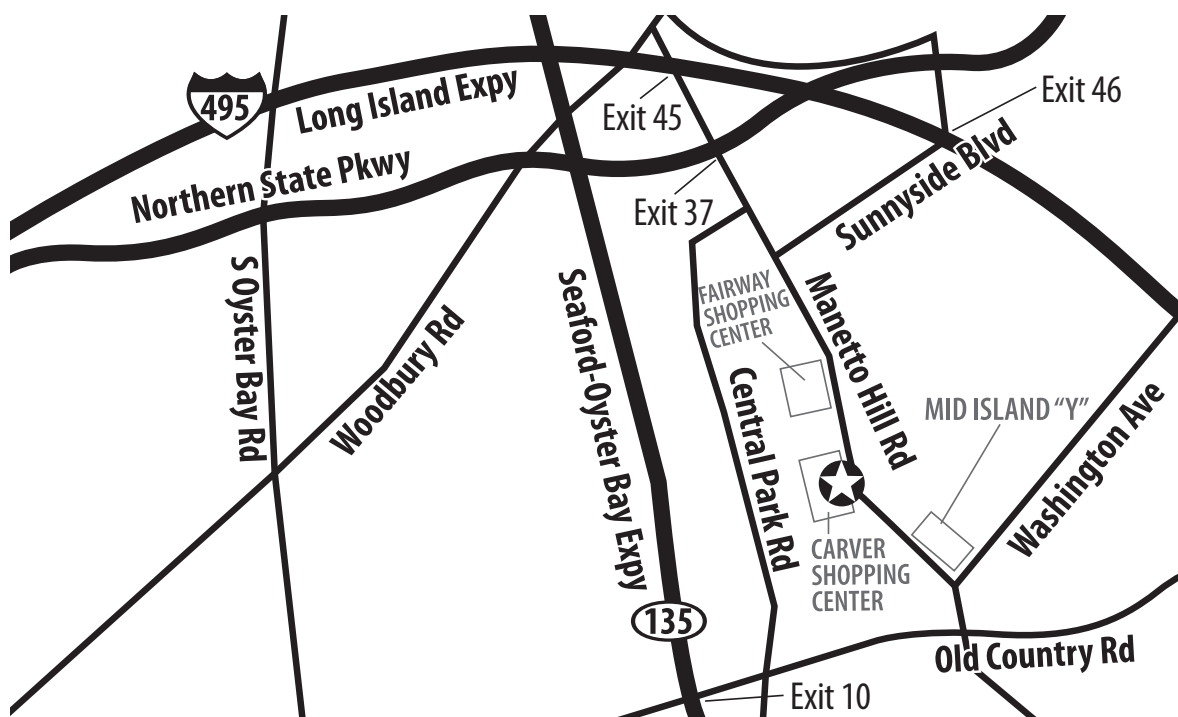 495
Long Island Expy
Exit 45
Exit 46
Northern State Pkwy
Exit 37
Sunnyside Blvd
S Oyster Bay Rd
Woodbury Rd
Seaford-Oyster Bay Expy
FAIRWAY
SHOPPING
CENTER
Manetto Hill Rd
Central Park Rd
MID ISLAND “Y”
Washington Ave
CARVER
SHOPPING
CENTER
135
Old Country Rd
Exit 10